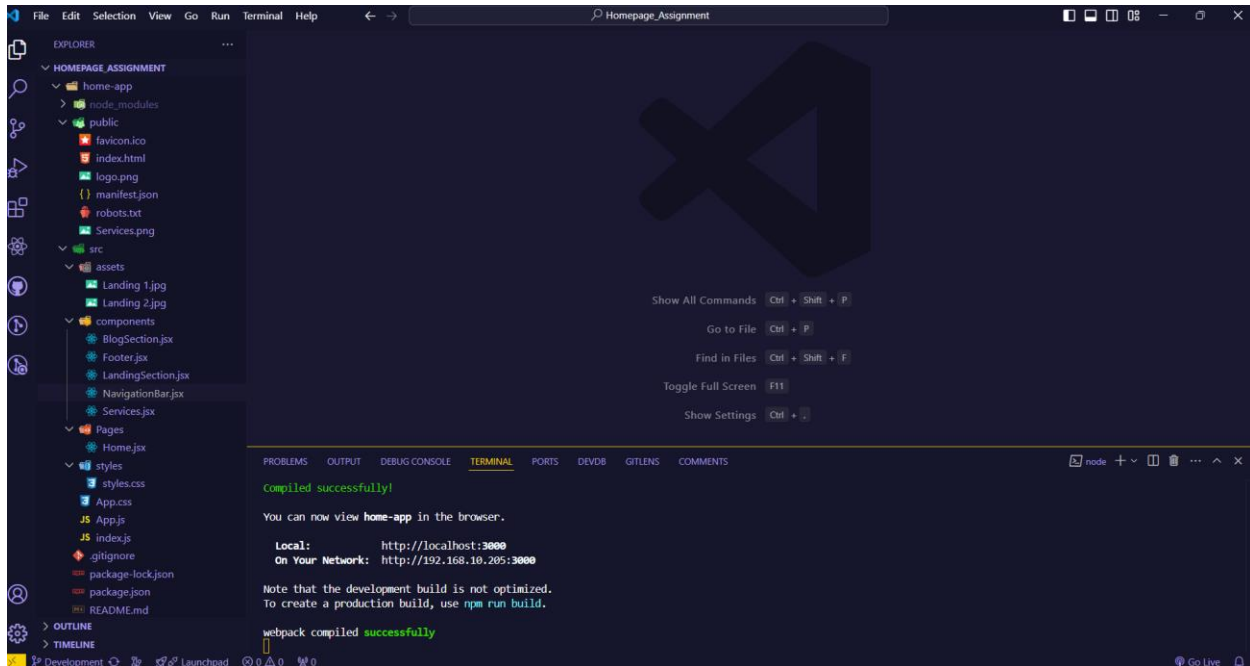 File Edit Selection View Go Run Terminal Help
Homepage_Assignment
EXPLORER
HOMEPAGE_ASSIGNMENT
home-app
node_modules
public
favicon.ico
index.html
logo.png
manifest.json
robots.txt
Services.png
src
assets
Landing 1.jpg
Landing 2.jpg
components
BlogSection.jsx
Footer.jsx
LandingSection.jsx
NavigationBar.jsx
Services.jsx
Pages
Home.jsx
styles
styles.css
App.css
App.js
index.js
.gitignore
package-lock.json
package.json
README.md
OUTLINE
TIMELINE
Show All Commands Ctrl + Shift + P
Go to File Ctrl + P
Find in Files Ctrl + Shift + F
Toggle Full Screen F11
Show Settings Ctrl + ,
PROBLEMS OUTPUT DEBUG CONSOLE TERMINAL PORTS DEVDB GITLENS COMMENTS
node
Compiled successfully!
You can now view home-app in the browser.
Local: http://localhost:3000
On Your Network: http://192.168.10.205:3000
Note that the development build is not optimized.
To create a production build, use npm run build.
webpack compiled successfully
Development Launchpad 0 0 0 Go Live